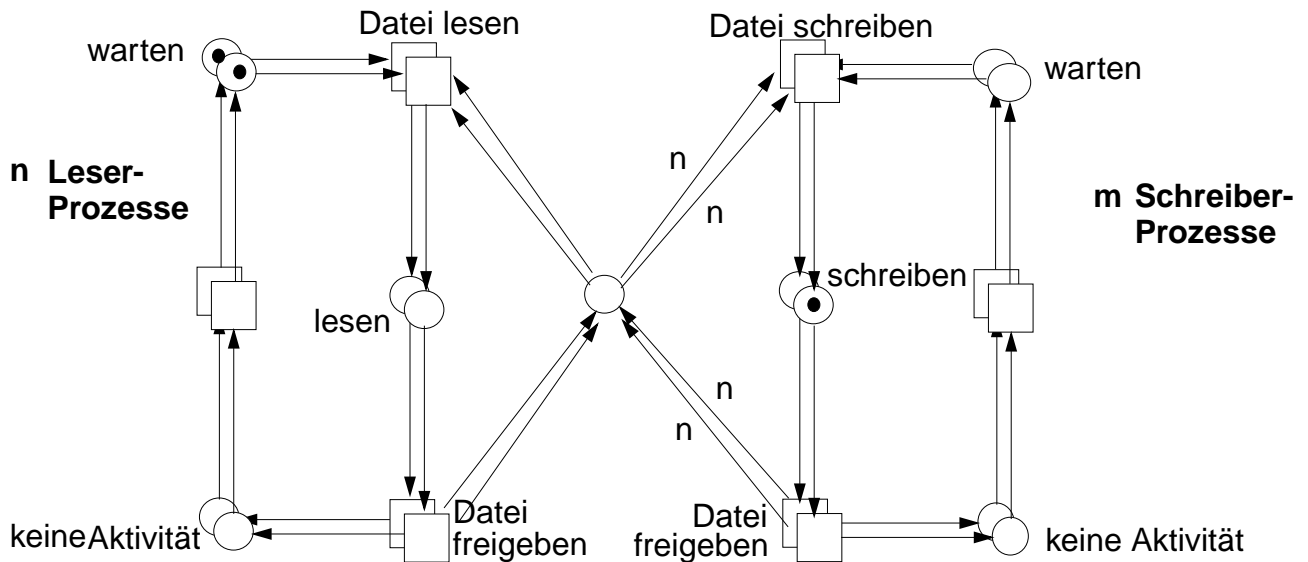 Datei lesen
Datei schreiben
warten
warten
n
n Leser-
Prozesse
n
m Schreiber-
Prozesse
schreiben
lesen
n
n
keine Aktivität
Datei
freigeben
Datei
freigeben
keine Aktivität